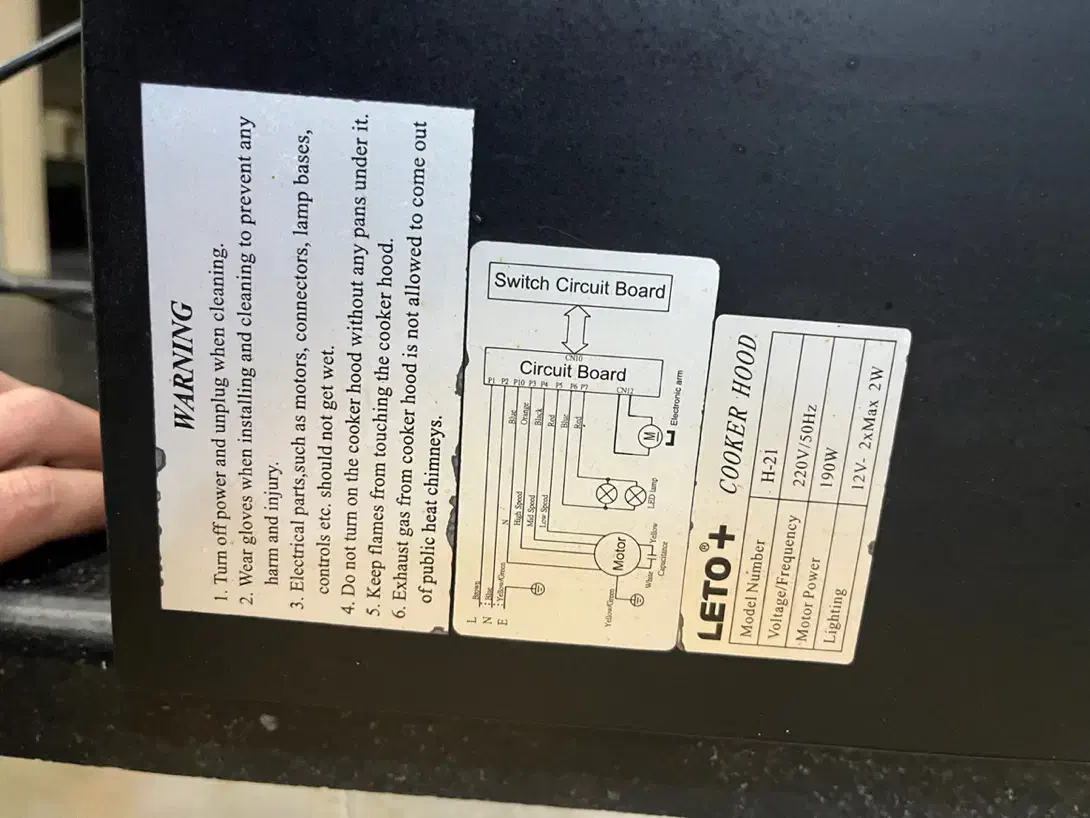 WARNING
1. Turn off power and unplug when cleaning.
2. Wear gloves when installing and cleaning to prevent any
harm and injury.
3. Electrical parts,such as motors, connectors, lamp bases,
controls etc. should not get wet.
4. Do not turn on the cooker hood without any pans under it.
5. Keep flames from touching the cooker hood.
6. Exhaust gas from cooker hood is not allowed to come out
of public heat chimneys.
Switch Circuit Board
CN10
Circuit Board
P1 P2 P10 P3 P4 P5 P6 P7 CN12
Blue
Orange
Black
Red
Blue
Red
M
Electronic arm
High Speed
Mid Speed
Low Speed
LED lamp
N
L Brown
N Blue
E Yellow/Green
Motor
Yellow/Green
White
Yellow
Capacitance
LETO® + COOKER HOOD
Model Number H-21
Voltage/Frequency 220V/50Hz
Motor Power 190W
Lighting 12V- 2xMax 2W